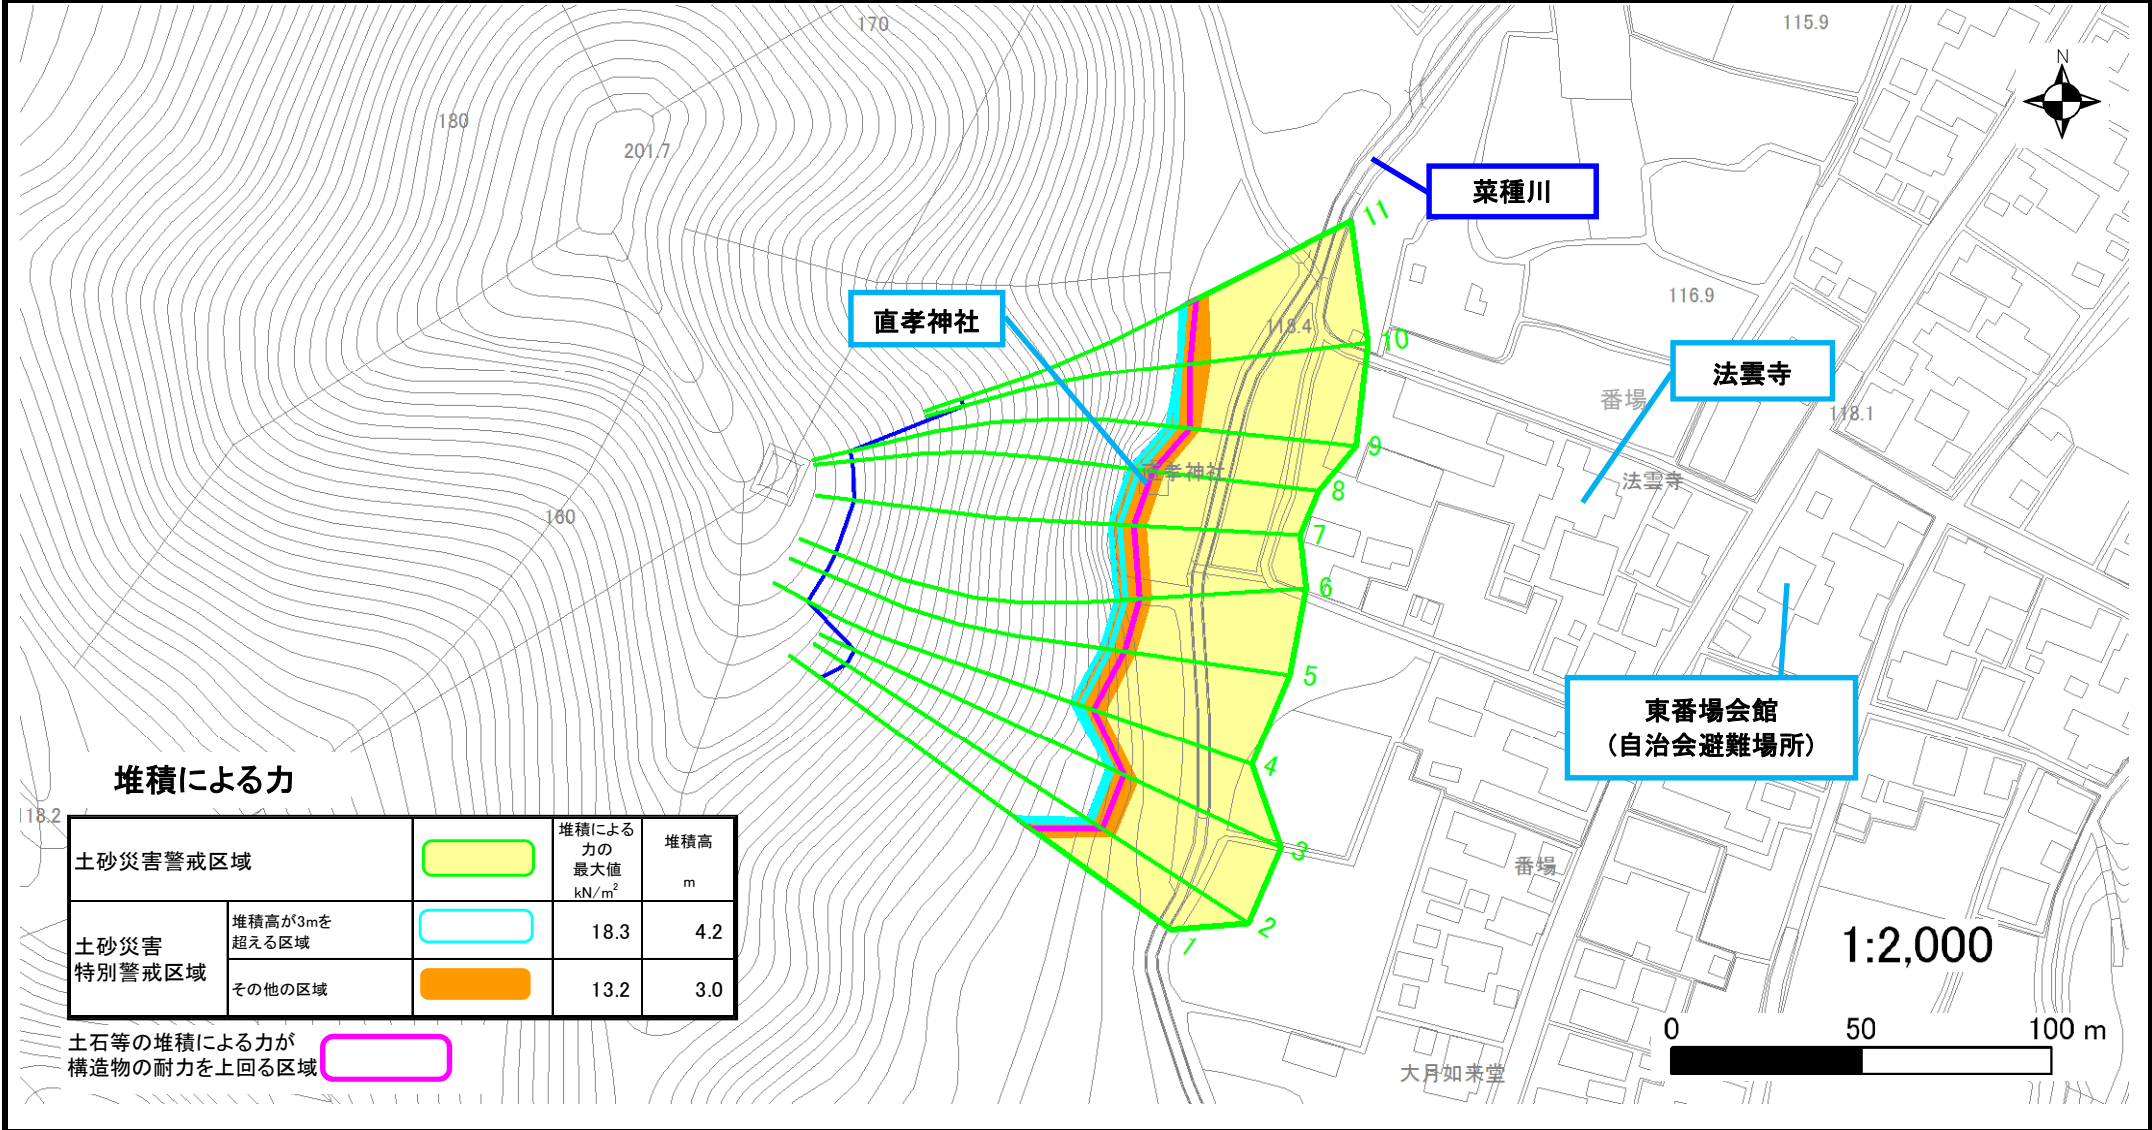 170
115.9
N
180
201.7
菜種川
11
直孝神社
116.9
118.4
10
法雲寺
番場
118.1
9
直孝神社
法雲寺
8
160
7
6
5
東番場会館
(自治会避難場所)
4
堆積による力
118.2
3
番場
2
1
土砂災害警戒区域
堆積による
力の
最大値
kN/m²
堆積高
m
土砂災害
特別警戒区域
堆積高が3mを
超える区域
18.3
4.2
その他の区域
13.2
3.0
土石等の堆積による力が
構造物の耐力を上回る区域
1:2,000
0 50 100 m
大月如来堂